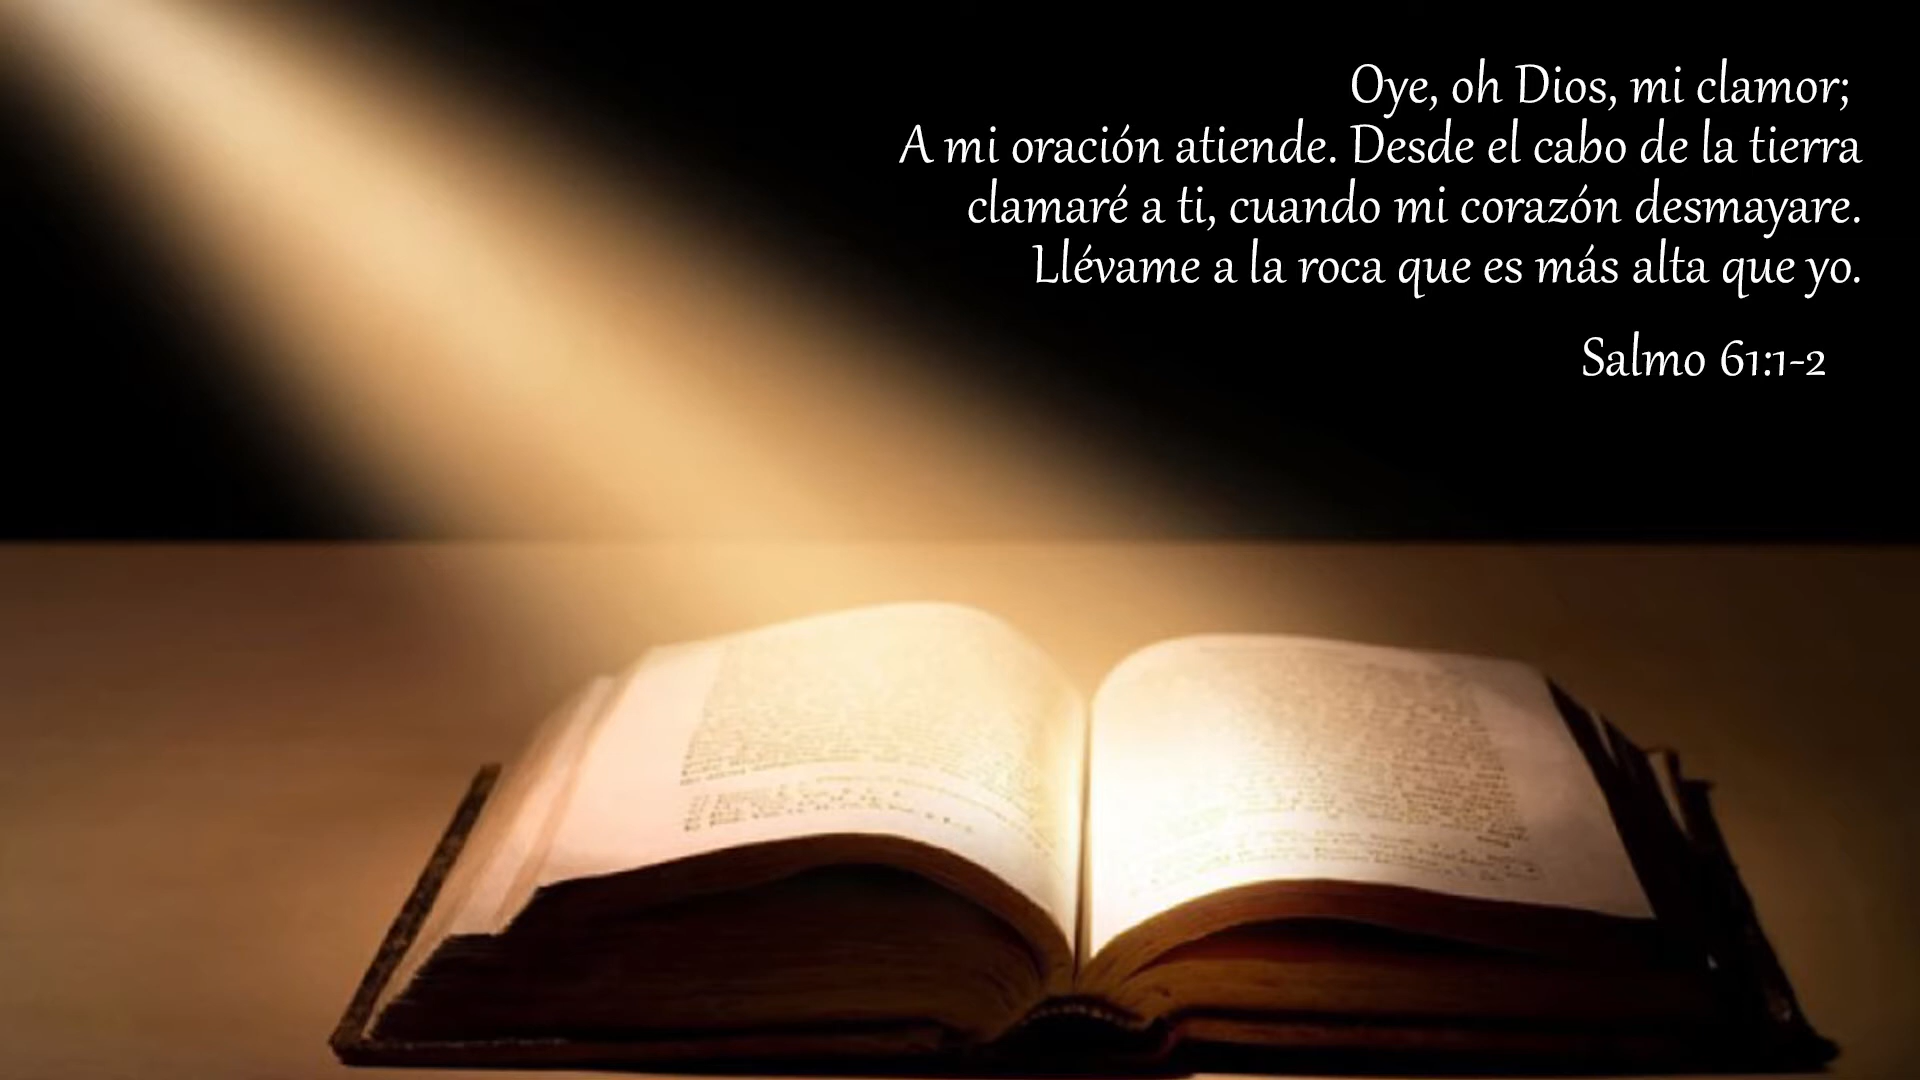 Oye, oh Dios, mi clamor;
A mi oración atiende. Desde el cabo de la tierra
clamaré a ti, cuando mi corazón desmayare.
Llévame a la roca que es más alta que yo.
Salmo 61:1-2